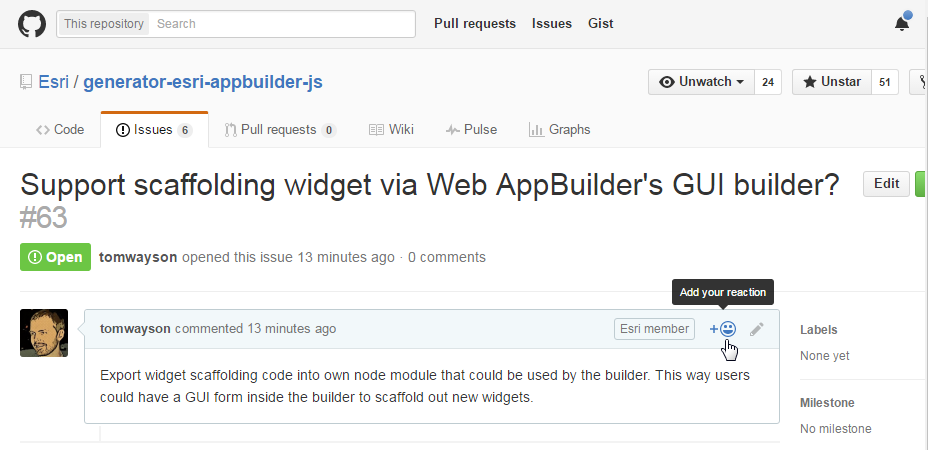 This repository Search Pull requests Issues Gist
Esri / generator-esri-appbuilder-js Unwatch 24 Unstar 51
Code Issues 6 Pull requests 0 Wiki Pulse Graphs
Support scaffolding widget via Web AppBuilder's GUI builder? Edit
#63
Open tomwayson opened this issue 13 minutes ago · 0 comments
Add your reaction
tomwayson commented 13 minutes ago Esri member + Labels
None yet
Export widget scaffolding code into own node module that could be used by the builder. This way users
could have a GUI form inside the builder to scaffold out new widgets.
Milestone
No milestone